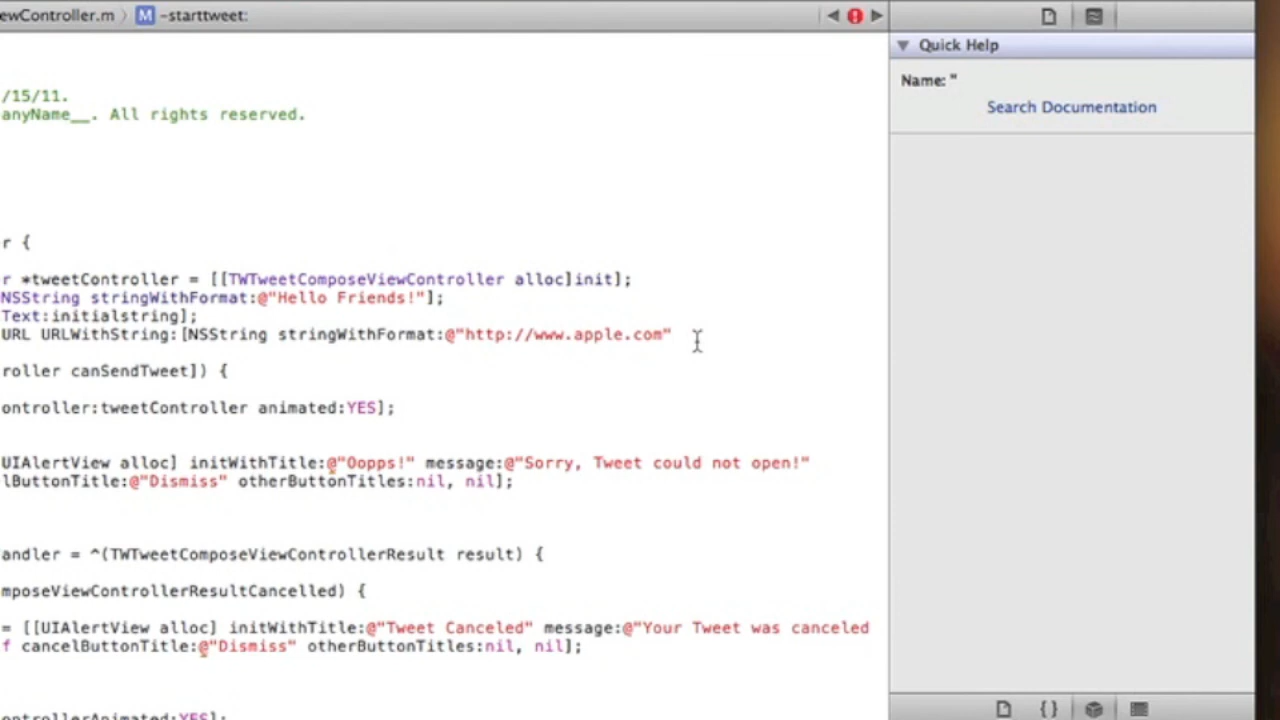 ewController.m > M -starttweet:
Quick Help
Name: "
Search Documentation
/15/11.
anyName__. All rights reserved.
r {
r *tweetController = [[TWTweetComposeViewController alloc]init];
NSString stringWithFormat:@"Hello Friends!"];
Text:initialstring];
URL URLWithString:[NSString stringWithFormat:@"http://www.apple.com"
roller canSendTweet]) {
ontroller:tweetController animated:YES];
UIAlertView alloc] initWithTitle:@"Oopps!" message:@"Sorry, Tweet could not open!"
lButtonTitle:@"Dismiss" otherButtonTitles:nil, nil];
andler = ^(TWTweetComposeViewControllerResult result) {
mposeViewControllerResultCancelled) {
= [[UIAlertView alloc] initWithTitle:@"Tweet Canceled" message:@"Your Tweet was canceled
f cancelButtonTitle:@"Dismiss" otherButtonTitles:nil, nil];
ontrollerAnimated:YES];